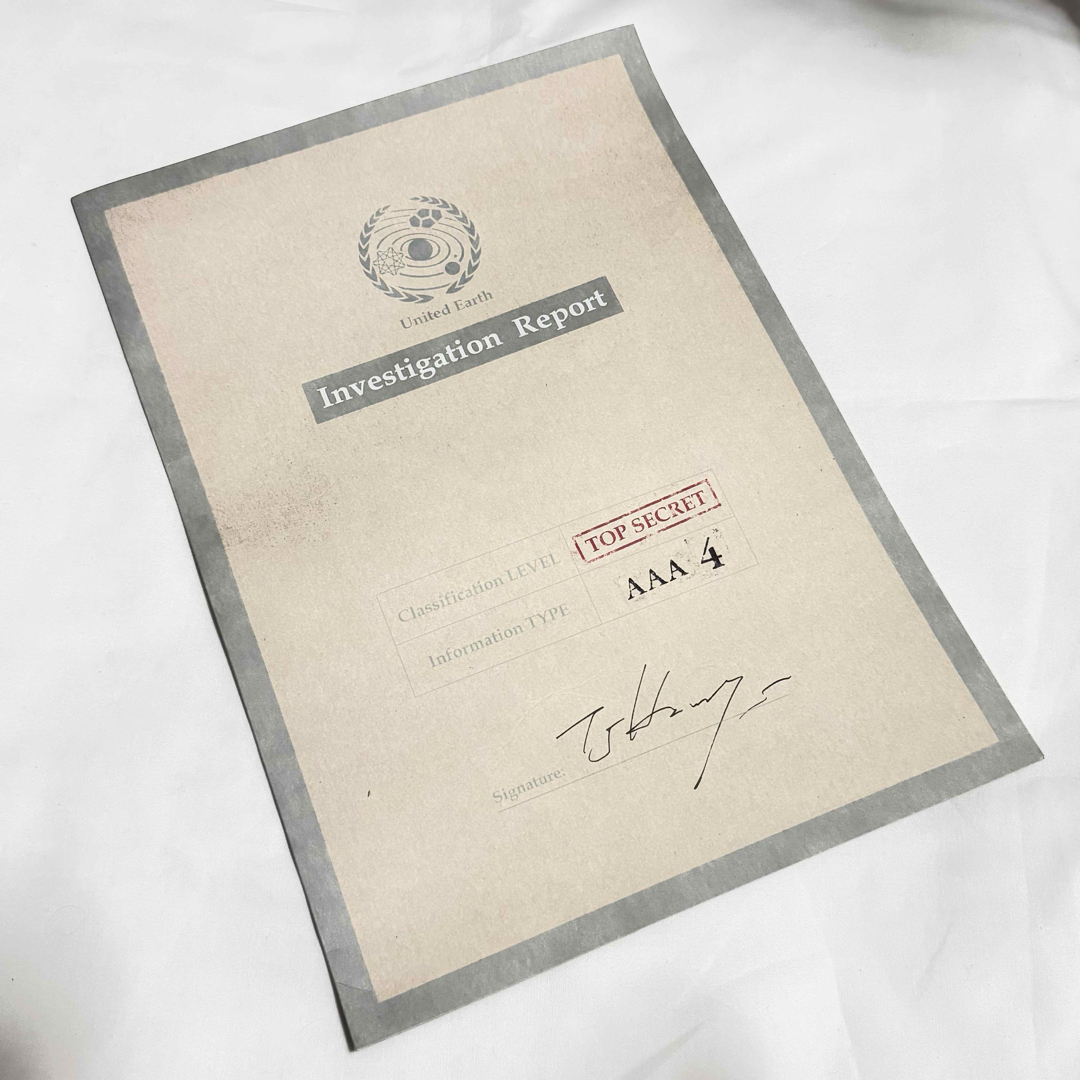 United Earth
Investigation Report
Classification LEVEL TOP SECRET
Information TYPE AAA 4
Signature: